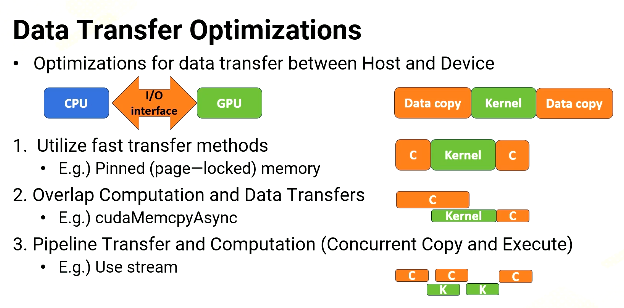 Data Transfer Optimizations
• Optimizations for data transfer between Host and Device
CPU
I/O
interface
GPU
Data copy Kernel Data copy
1. Utilize fast transfer methods
• E.g.) Pinned (page—locked) memory
C Kernel C
2. Overlap Computation and Data Transfers
• E.g.) cudaMemcpyAsync
C
Kernel C
3. Pipeline Transfer and Computation (Concurrent Copy and Execute)
• E.g.) Use stream
C C C
K K